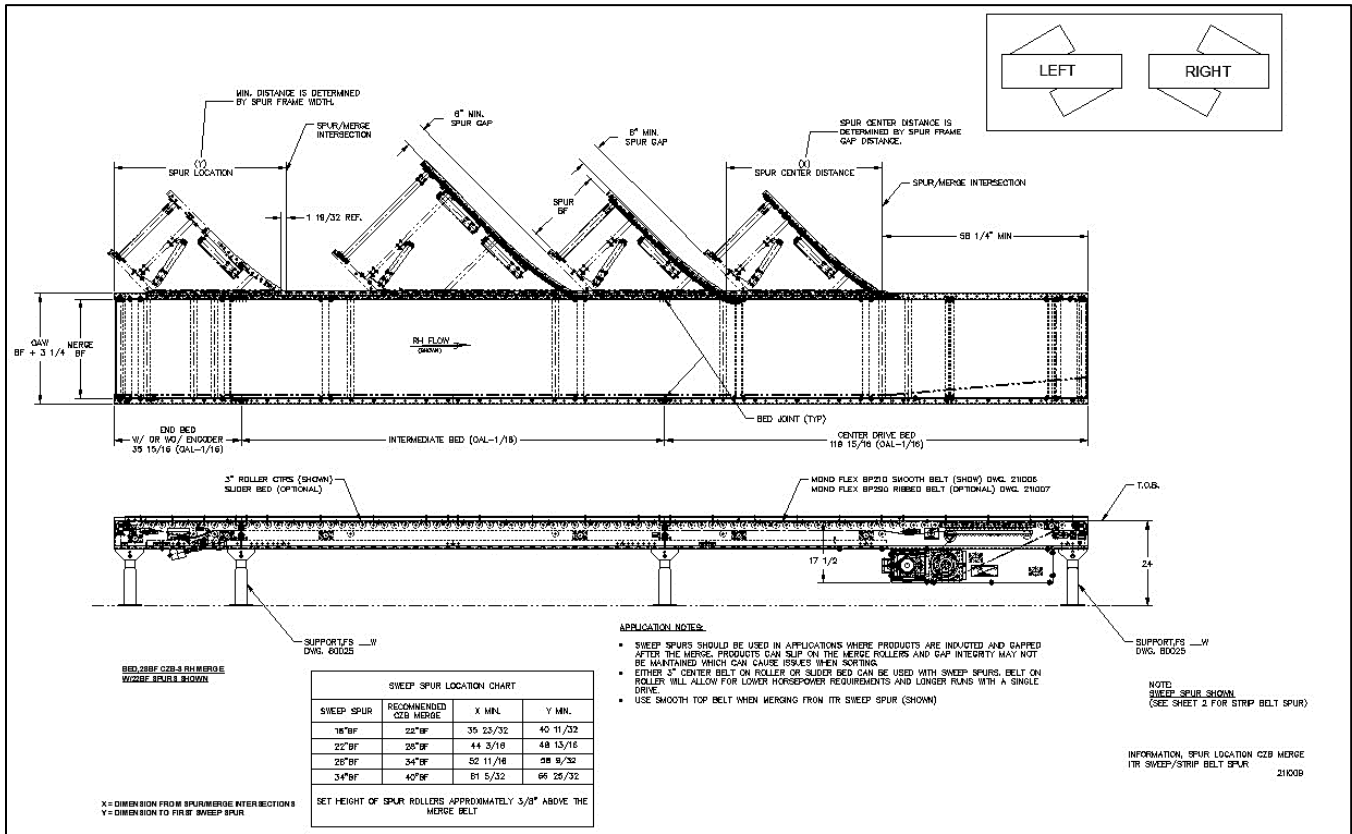 LEFT
RIGHT
MIN. DISTANCE IS DETERMINED
BY SPUR FRAME WIDTH.
SPUR/MERGE
INTERSECTION
6" MIN.
SPUR GAP
6" MIN.
SPUR GAP
SPUR CENTER DISTANCE IS
DETERMINED BY SPUR FRAME
GAP DISTANCE.
(Y)
SPUR LOCATION
(X)
SPUR CENTER DISTANCE
SPUR/MERGE INTERSECTION
SPUR
BF
1 19/32 REF.
58 1/4" MIN
OAW
BF + 3 1/4
MERGE
BF
RH FLOW
(SHOWN)
BED JOINT (TYP)
END BED
W/ OR WO/ ENCODER
35 15/16 (OAL-1/16)
INTERMEDIATE BED (OAL-1/16)
CENTER DRIVE BED
119 15/16 (OAL-1/16)
3" ROLLER CTRS (SHOWN)
SLIDER BED (OPTIONAL)
MONO FLEX BP210 SMOOTH BELT (SHOW) DWG. 211006
MONO FLEX BP290 RIBBED BELT (OPTIONAL) DWG. 211007
T.O.B.
17 1/2
24
SUPPORT,FS __W
DWG. 80025
SUPPORT,FS __W
DWG. 80025
BED,28BF CZB-3 RH MERGE
W/22BF SPURS SHOWN
APPLICATION NOTES:
• SWEEP SPURS SHOULD BE USED IN APPLICATIONS WHERE PRODUCTS ARE INDUCTED AND GAPPED
AFTER THE MERGE. PRODUCTS CAN SLIP ON THE MERGE ROLLERS AND GAP INTEGRITY MAY NOT
BE MAINTAINED WHICH CAN CAUSE ISSUES WHEN SORTING.
• EITHER 3" CENTER BELT ON ROLLER OR SLIDER BED CAN BE USED WITH SWEEP SPURS. BELT ON
ROLLER WILL ALLOW FOR LOWER HORSEPOWER REQUIREMENTS AND LONGER RUNS WITH A SINGLE
DRIVE.
• USE SMOOTH TOP BELT WHEN MERGING FROM ITR SWEEP SPUR (SHOWN)
SWEEP SPUR LOCATION CHART
SWEEP SPUR RECOMMENDED CZB MERGE X MIN. Y MIN.
22"BF 35 23/32 40 11/32
22"BF 28"BF 44 3/16 48 13/16
28"BF 34"BF 52 11/16
34"BF 40"BF 61 5/32 66 25/32
SET HEIGHT OF SPUR ROLLERS APPROXIMATELY 3/8" ABOVE THE
MERGE BELT
X = DIMENSION FROM SPUR/MERGE INTERSECTIONS
Y = DIMENSION TO FIRST SWEEP SPUR
NOTE:
SWEEP SPUR SHOWN
(SEE SHEET 2 FOR STRIP BELT SPUR)
INFORMATION, SPUR LOCATION CZB MERGE
ITR SWEEP/STRIP BELT SPUR